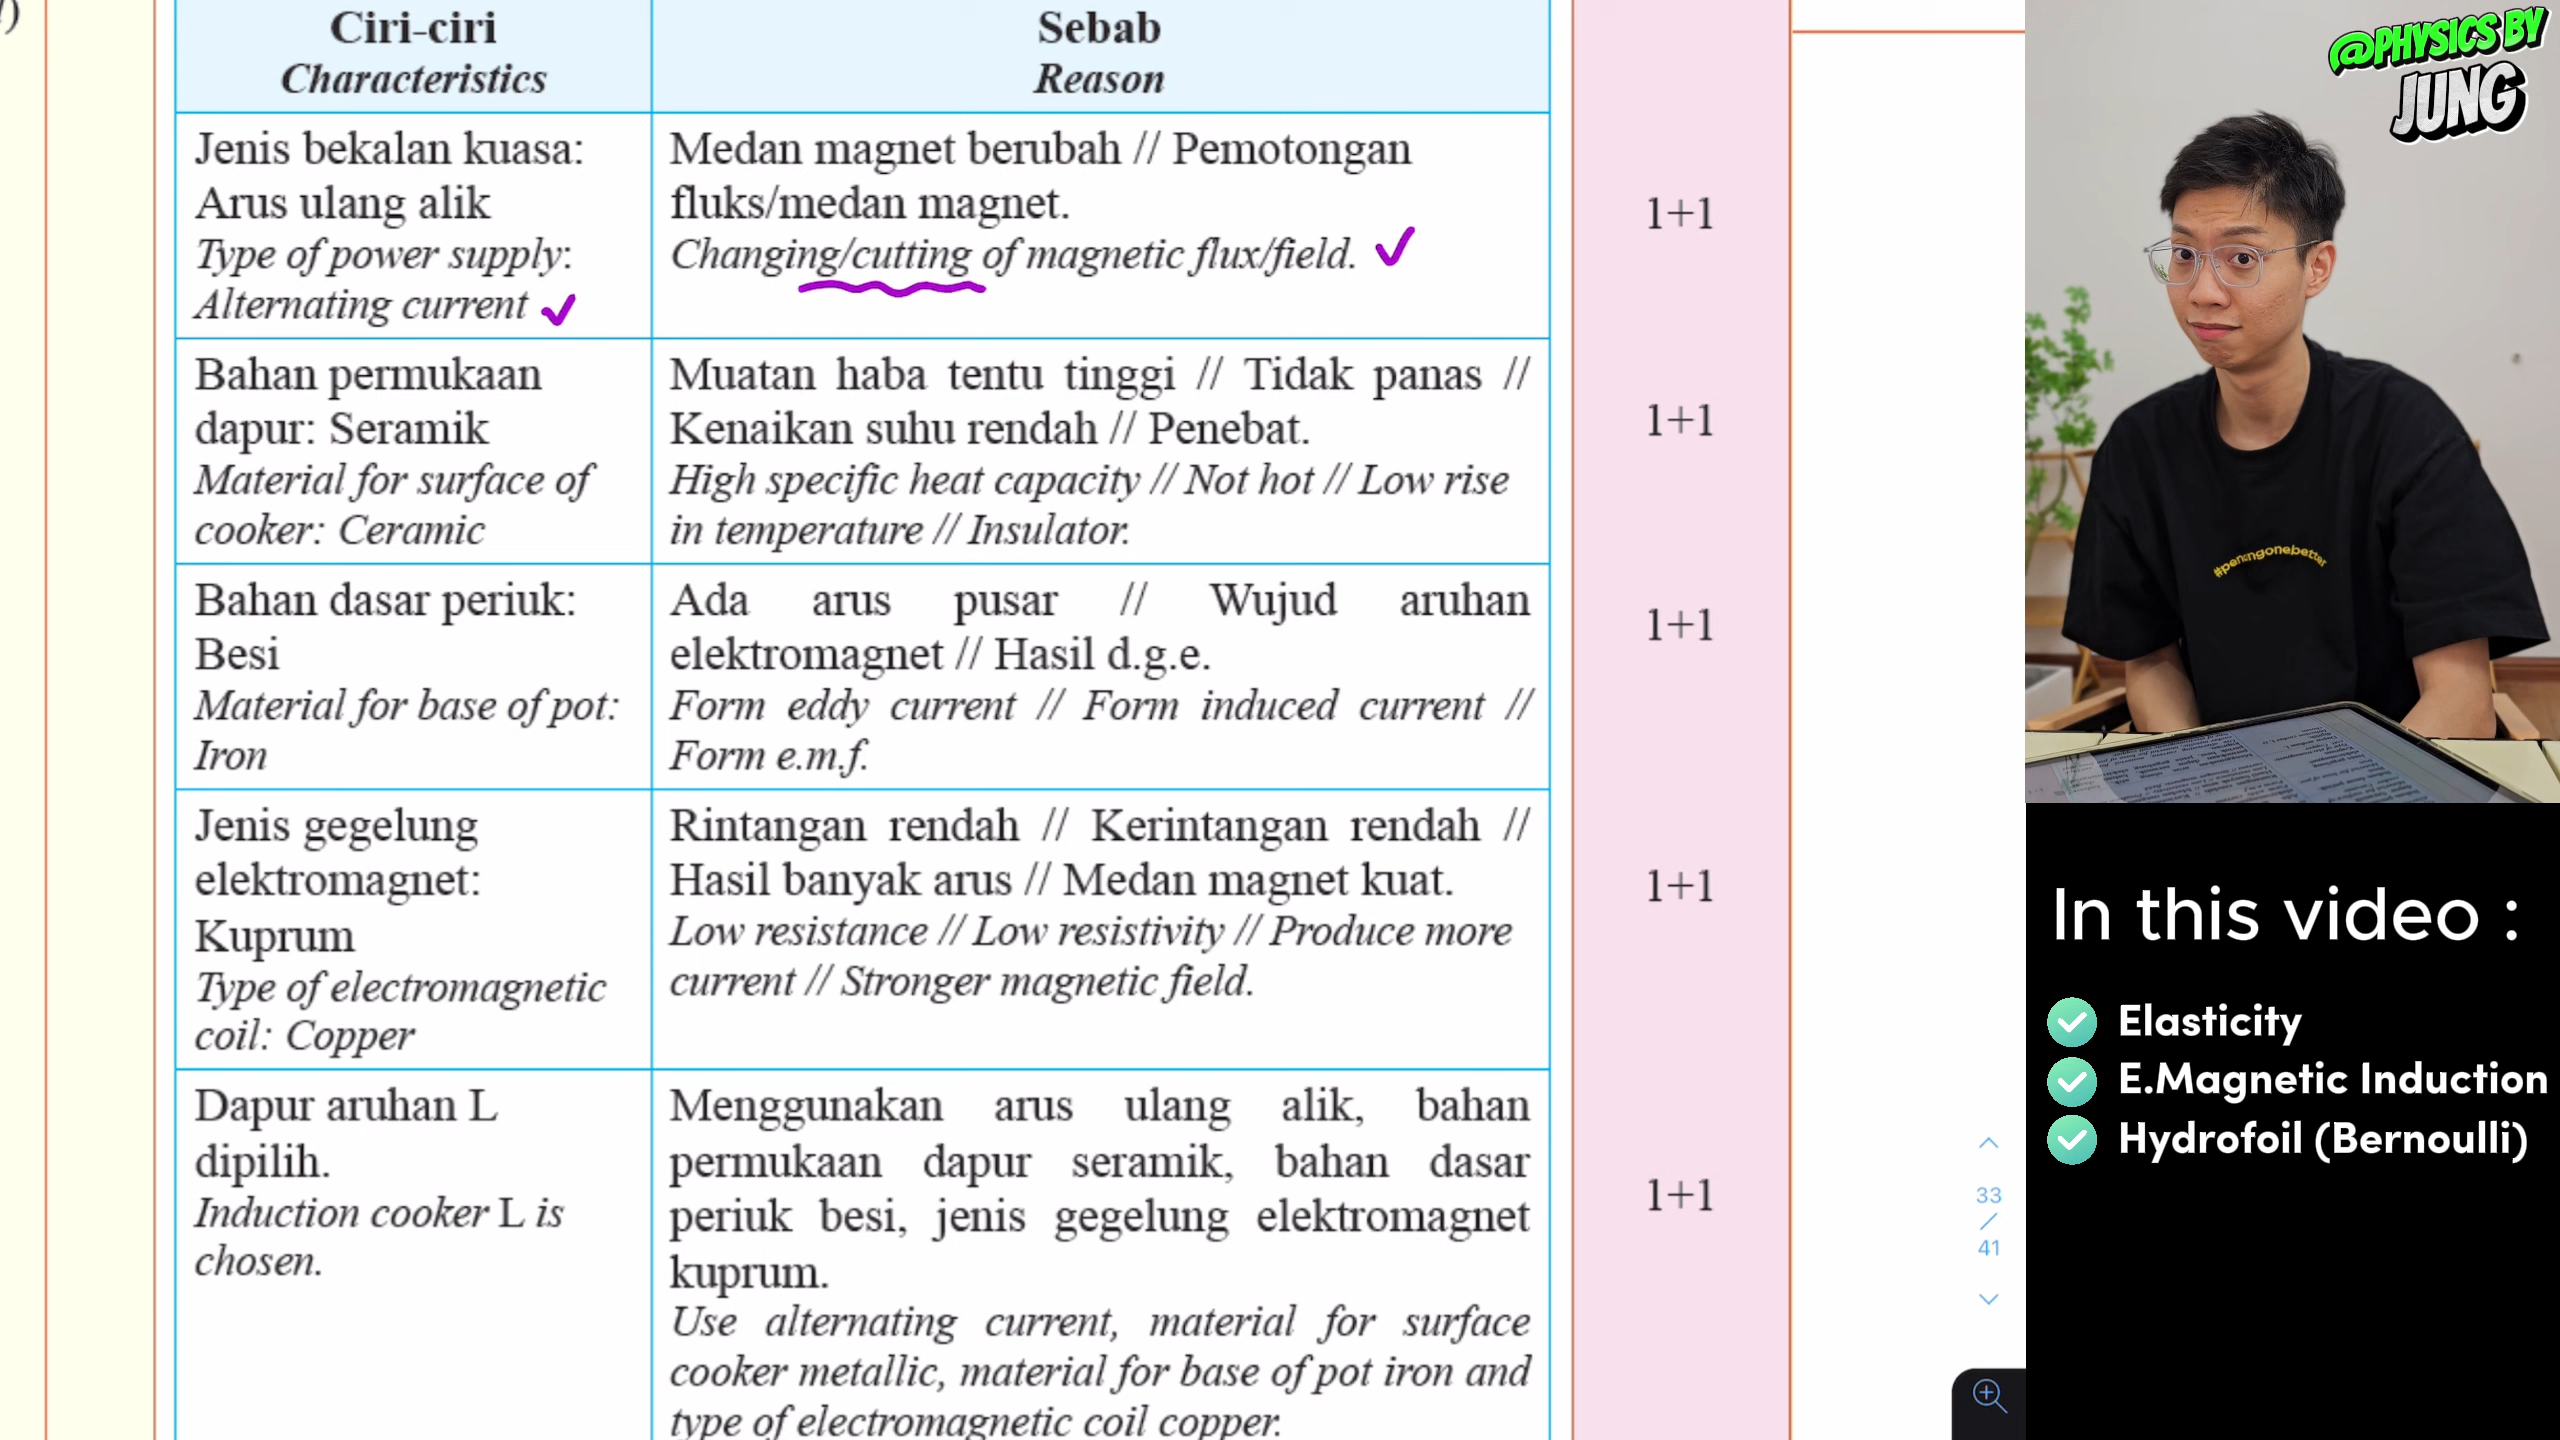 Ciri-ciri
Characteristics
Sebab
Reason
Jenis bekalan kuasa:
Arus ulang alik
Type of power supply:
Alternating current
Medan magnet berubah // Pemotongan
fluks/medan magnet.
Changing/cutting of magnetic flux/field.
1+1
Bahan permukaan
dapur: Seramik
Material for surface of
cooker: Ceramic
Muatan haba tentu tinggi // Tidak panas //
Kenaikan suhu rendah // Penebat.
High specific heat capacity // Not hot // Low rise
in temperature // Insulator.
1+1
Bahan dasar periuk:
Besi
Material for base of pot:
Iron
Ada arus pusar // Wujud aruhan
elektromagnet // Hasil d.g.e.
Form eddy current // Form induced current //
Form e.m.f.
1+1
Jenis gegelung
elektromagnet:
Kuprum
Type of electromagnetic
coil: Copper
Rintangan rendah // Kerintangan rendah //
Hasil banyak arus // Medan magnet kuat.
Low resistance // Low resistivity // Produce more
current // Stronger magnetic field.
1+1
Dapur aruhan L
dipilih.
Induction cooker L is
chosen.
Menggunakan arus ulang alik, bahan
permukaan dapur seramik, bahan dasar
periuk besi, jenis gegelung elektromagnet
kuprum.
Use alternating current, material for surface
cooker metallic, material for base of pot iron and
type of electromagnetic coil copper.
1+1
33
/
41
@PHYSICS BY
JUNG
In this video :
Elasticity
E.Magnetic Induction
Hydrofoil (Bernoulli)